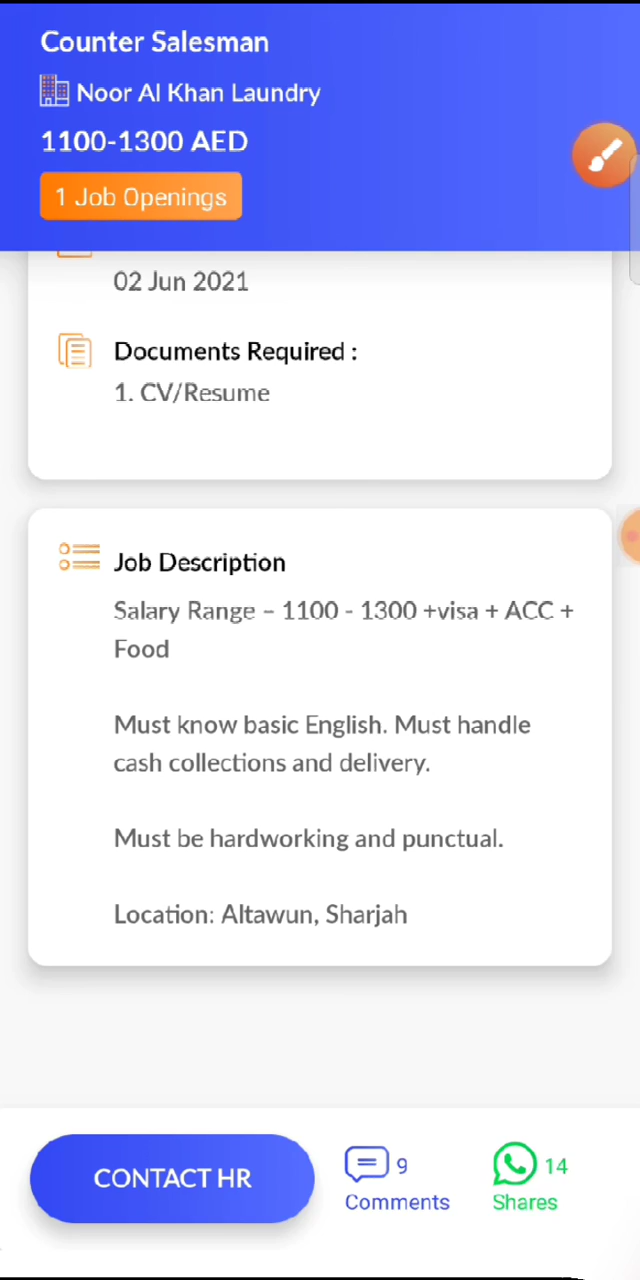 Counter Salesman
Noor Al Khan Laundry
1100-1300 AED
1 Job Openings
02 Jun 2021
Documents Required :
1. CV/Resume
Job Description
Salary Range – 1100 - 1300 +visa + ACC +
Food
Must know basic English. Must handle
cash collections and delivery.
Must be hardworking and punctual.
Location: Altawun, Sharjah
CONTACT HR
9
Comments
14
Shares